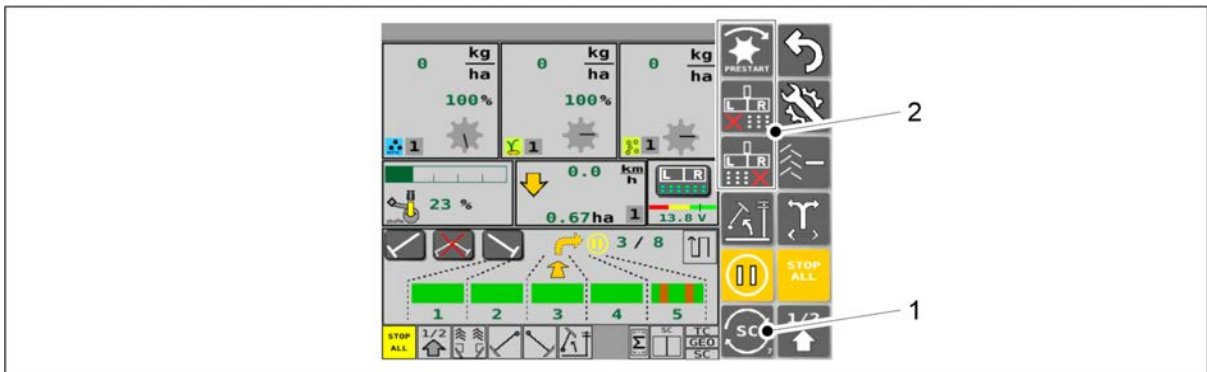 0 kg/ha 0 kg/ha 0 kg/ha
100% 100%
1 1 1
23 %
0.0 km/h
0.67ha 1
L R
13.8 V
3 / 8
1 2 3 4 5
STOP ALL 1/2 Σ SC TC GEO SC
PRESTART
L R
L R
STOP ALL
SC
1/2
2
1